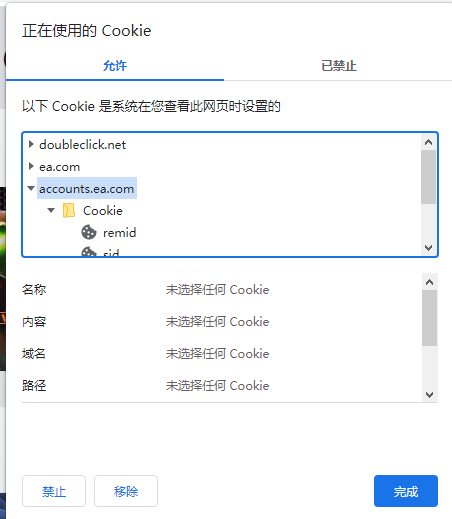 正在使用的 Cookie
允许
已禁止
以下 Cookie 是系统在您查看此网页时设置的
doubleclick.net
ea.com
accounts.ea.com
Cookie
remid
sid
名称 未选择任何 Cookie
内容 未选择任何 Cookie
域名 未选择任何 Cookie
路径 未选择任何 Cookie
禁止
移除
完成